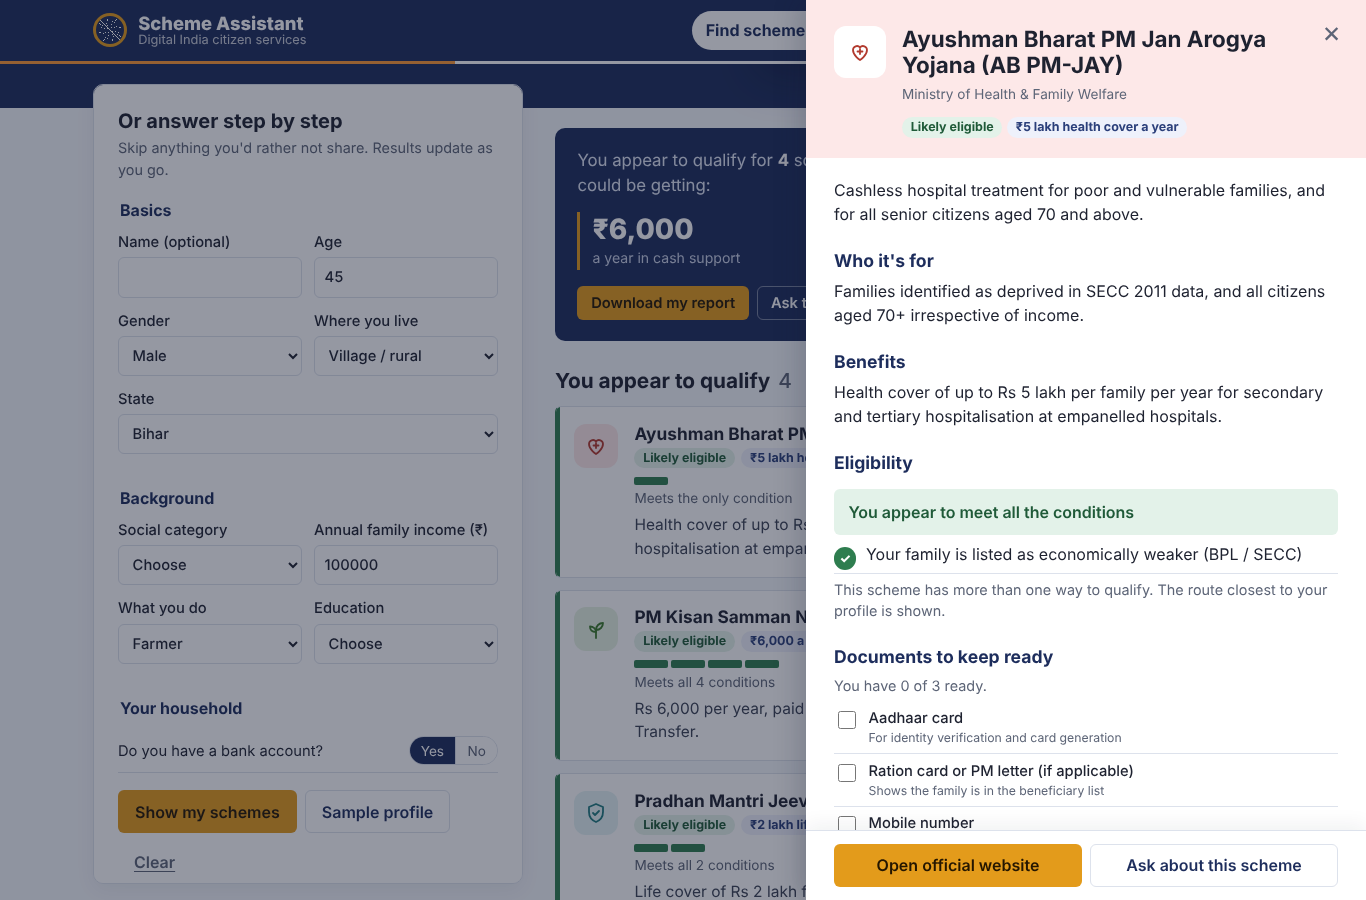 Scheme Assistant
Digital India citizen services
Find scheme
Or answer step by step
Skip anything you'd rather not share. Results update as
you go.
Basics
Name (optional)
Age
45
Gender
Where you live
Male
Village / rural
State
Bihar
Background
Social category
Annual family income (₹)
Choose
100000
What you do
Education
Farmer
Choose
Your household
Do you have a bank account?
Yes
No
Show my schemes
Sample profile
Clear
You appear to qualify for 4
could be getting:
₹6,000
a year in cash support
Download my report
Ask
You appear to qualify 4
Ayushman Bharat
Likely eligible
₹5 lakh
Meets the only condition
Health cover of up to
hospitalisation at
PM Kisan Samman
Likely eligible
₹6,000 a
Meets all 4 conditions
Rs 6,000 per year, paid
Transfer.
Pradhan Mantri
Likely eligible
₹2 lakh
Meets all 2 conditions
Life cover of Rs 2 lakh
Ayushman Bharat PM Jan Arogya
Yojana (AB PM-JAY)
Ministry of Health & Family Welfare
Likely eligible
₹5 lakh health cover a year
Cashless hospital treatment for poor and vulnerable families, and
for all senior citizens aged 70 and above.
Who it's for
Families identified as deprived in SECC 2011 data, and all citizens
aged 70+ irrespective of income.
Benefits
Health cover of up to Rs 5 lakh per family per year for secondary
and tertiary hospitalisation at empanelled hospitals.
Eligibility
You appear to meet all the conditions
Your family is listed as economically weaker (BPL / SECC)
This scheme has more than one way to qualify. The route closest to your
profile is shown.
Documents to keep ready
You have 0 of 3 ready.
Aadhaar card
For identity verification and card generation
Ration card or PM letter (if applicable)
Shows the family is in the beneficiary list
Mobile number
Open official website
Ask about this scheme